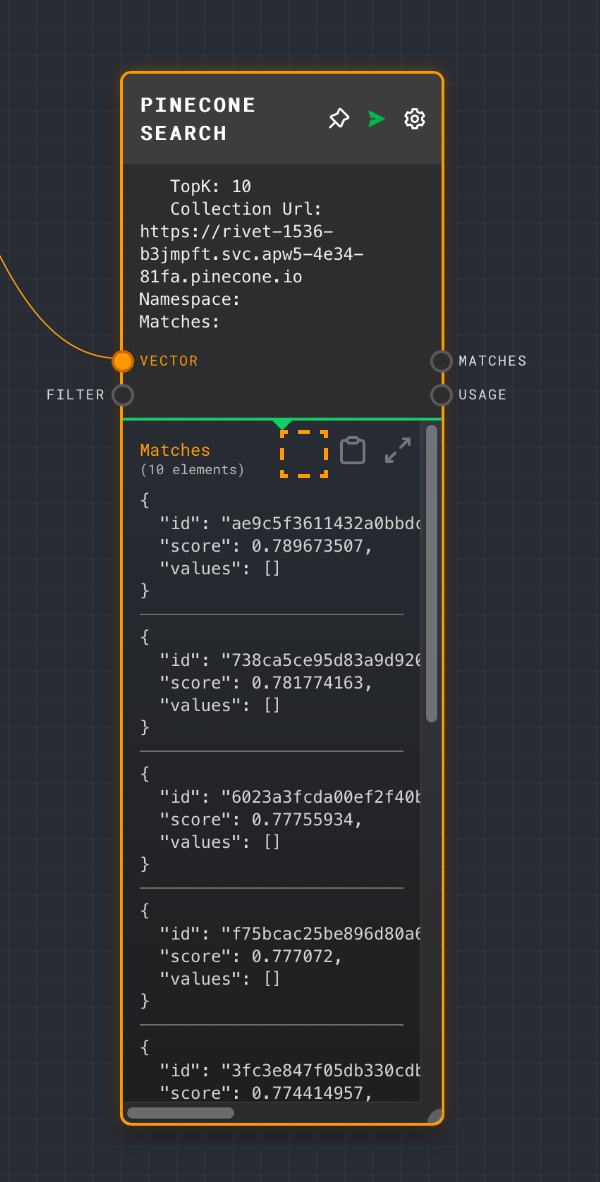 PINECONE
SEARCH
TopK: 10
Collection Url:
https://rivet-1536-
b3jmpft.svc.apw5-4e34-
81fa.pinecone.io
Namespace:
Matches:
VECTOR
MATCHES
FILTER
USAGE
Matches
(10 elements)
{
"id": "ae9c5f3611432a0bbdc
"score": 0.789673507,
"values": []
}
{
"id": "738ca5ce95d83a9d920
"score": 0.781774163,
"values": []
}
{
"id": "6023a3fcda00ef2f40b
"score": 0.77755934,
"values": []
}
{
"id": "f75bcac25be896d80a6
"score": 0.777072,
"values": []
}
{
"id": "3fc3e847f05db330cdb
"score": 0.774414957,